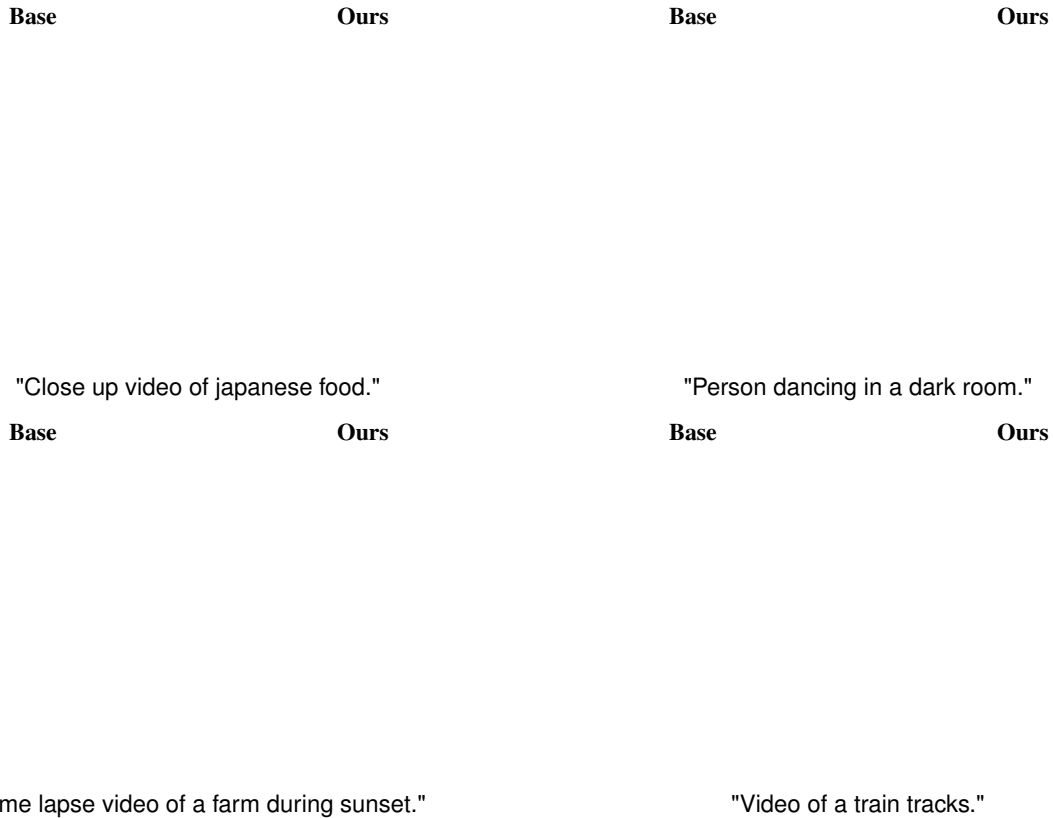 Base Ours Base Ours
"Close up video of japanese food." "Person dancing in a dark room."
Base Ours Base Ours
me lapse video of a farm during sunset." "Video of a train tracks."